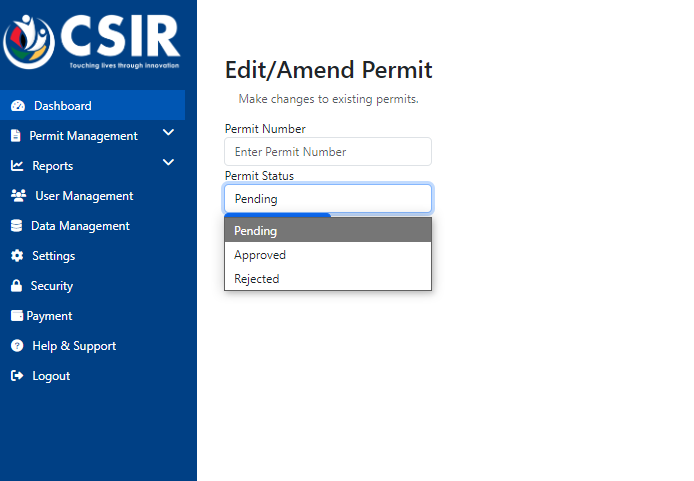 CSIR
Touching lives through innovation
Dashboard
Permit Management
Reports
User Management
Data Management
Settings
Security
Payment
Help & Support
Logout
Edit/Amend Permit
Make changes to existing permits.
Permit Number
Enter Permit Number
Permit Status
Pending
Pending
Approved
Rejected